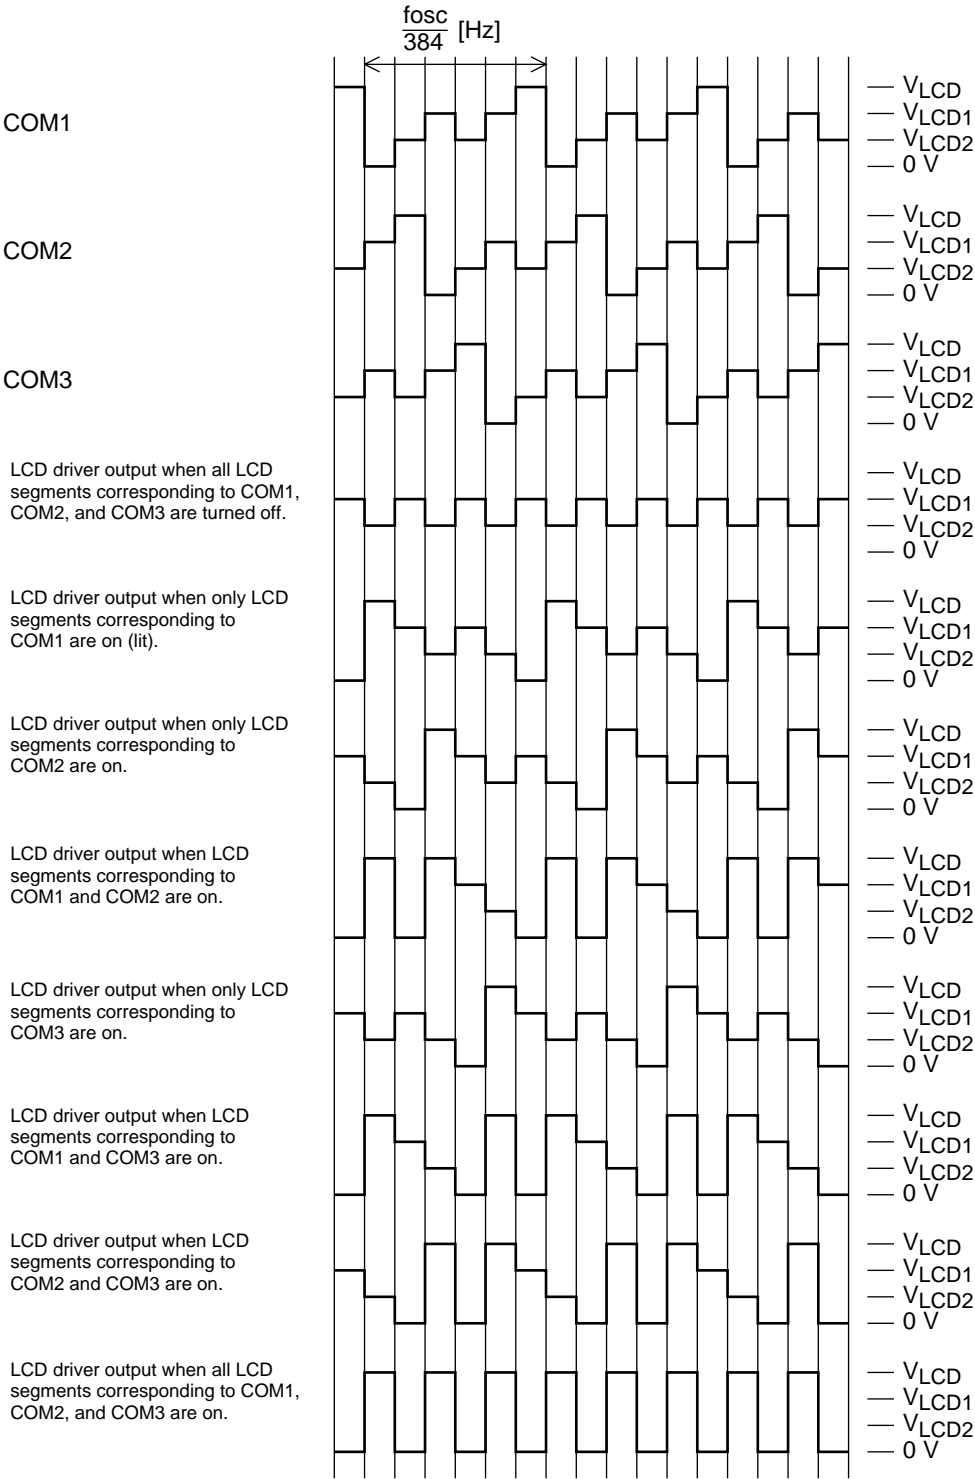 fosc
384 [Hz]
COM1
VLCD
VLCD1
VLCD2
0 V
COM2
VLCD
VLCD1
VLCD2
0 V
COM3
VLCD
VLCD1
VLCD2
0 V
LCD driver output when all LCD
segments corresponding to COM1,
COM2, and COM3 are turned off.
VLCD
VLCD1
VLCD2
0 V
LCD driver output when only LCD
segments corresponding to
COM1 are on (lit).
VLCD
VLCD1
VLCD2
0 V
LCD driver output when only LCD
segments corresponding to
COM2 are on.
VLCD
VLCD1
VLCD2
0 V
LCD driver output when LCD
segments corresponding to
COM1 and COM2 are on.
VLCD
VLCD1
VLCD2
0 V
LCD driver output when only LCD
segments corresponding to
COM3 are on.
VLCD
VLCD1
VLCD2
0 V
LCD driver output when LCD
segments corresponding to
COM1 and COM3 are on.
VLCD
VLCD1
VLCD2
0 V
LCD driver output when LCD
segments corresponding to
COM2 and COM3 are on.
VLCD
VLCD1
VLCD2
0 V
LCD driver output when all LCD
segments corresponding to COM1,
COM2, and COM3 are on.
VLCD
VLCD1
VLCD2
0 V